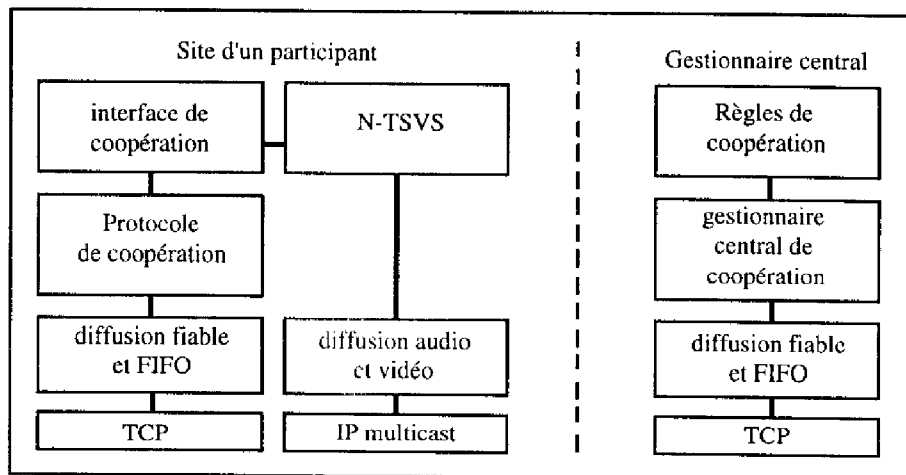 Site d'un participant
interface de
coopération
N-TSVS
Protocole
de coopération
diffusion fiable
et FIFO
diffusion audio
et vidéo
TCP
IP multicast
Gestionnaire central
Règles de
coopération
gestionnaire
central de
coopération
diffusion fiable
et FIFO
TCP